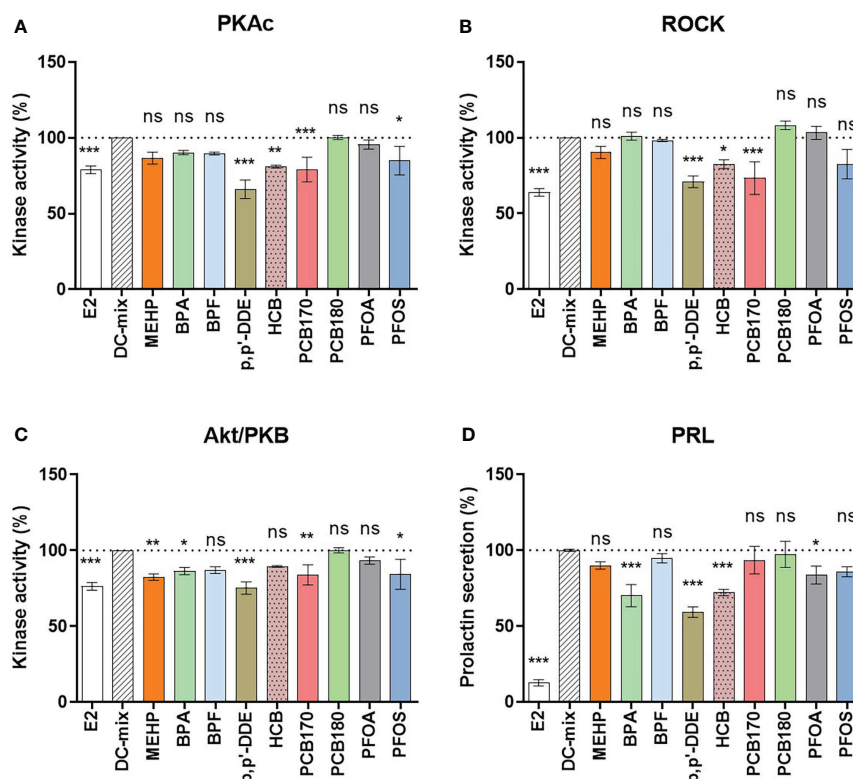 A
PKAc
Kinase activity (%)
150
100
50
0
*** ns ns ns *** ** *** ns ns *
E2
DC-mix
MEHP
BPA
BPF
p,p'-DDE
HCB
PCB170
PCB180
PFOA
PFOS
B
ROCK
Kinase activity (%)
150
100
50
0
*** ns ns ns *** * *** ns ns ns
E2
DC-mix
MEHP
BPA
BPF
p,p'-DDE
HCB
PCB170
PCB180
PFOA
PFOS
C
Akt/PKB
Kinase activity (%)
150
100
50
0
*** ** * ns *** ns ** ns ns *
E2
DC-mix
MEHP
BPA
BPF
p,p'-DDE
HCB
PCB170
PCB180
PFOA
PFOS
D
PRL
Prolactin secretion (%)
150
100
50
0
*** ns *** ns *** *** ns ns * ns
E2
DC-mix
MEHP
BPA
BPF
p,p'-DDE
HCB
PCB170
PCB180
PFOA
PFOS